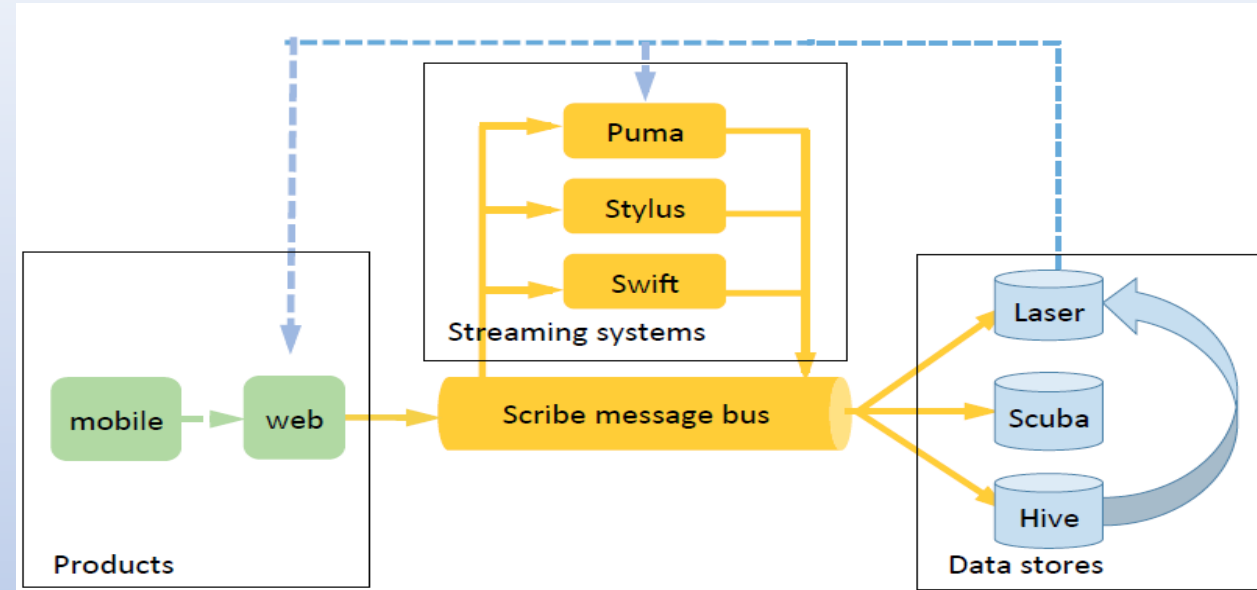 Puma
Stylus
Swift
Streaming systems
mobile
web
Scribe message bus
Products
Laser
Scuba
Hive
Data stores